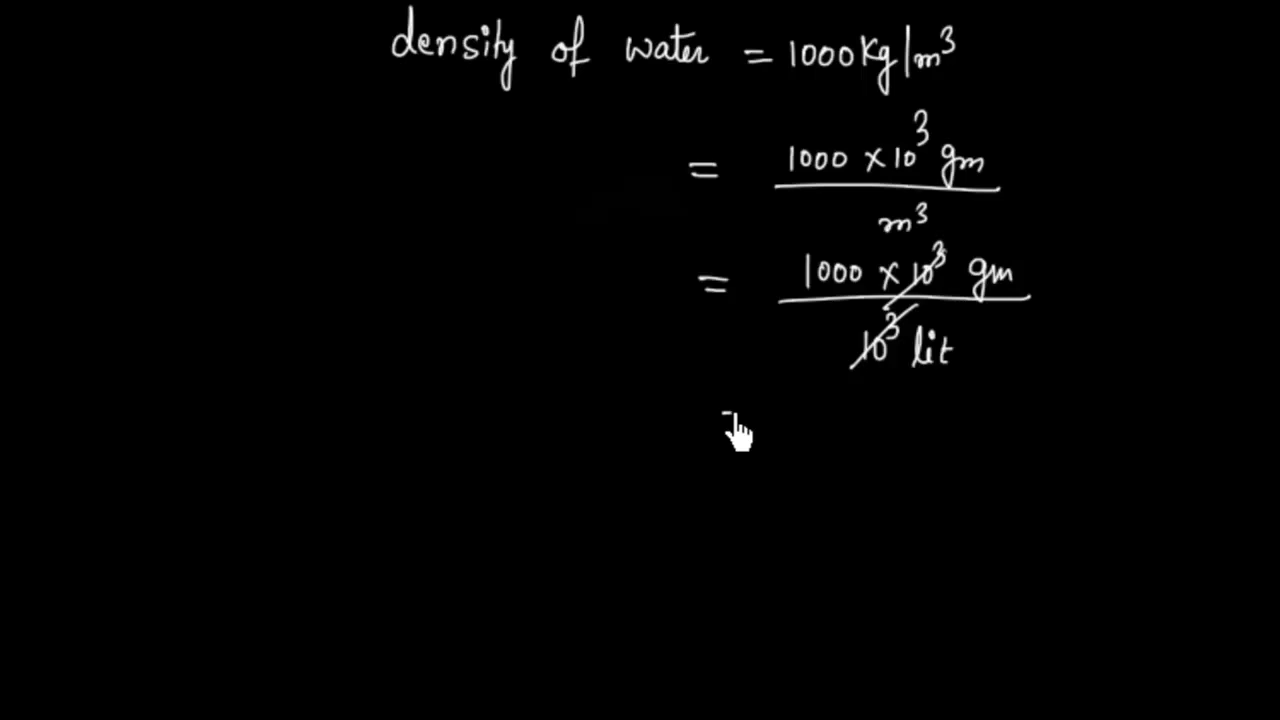 density of water = 1000 Kg/m³
= 1000 × 10³ gm
m³
= 1000 × 10³ gm
10³ lit